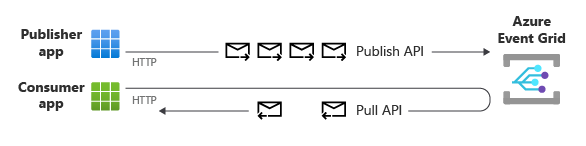 Publisher
app
HTTP
Publish API
Azure
Event Grid
Consumer
app
HTTP
Pull API